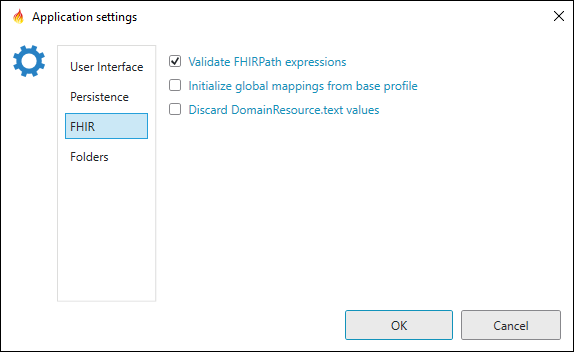 Application settings
User Interface
Persistence
FHIR
Folders
Validate FHIRPath expressions
Initialize global mappings from base profile
Discard DomainResource.text values
OK
Cancel